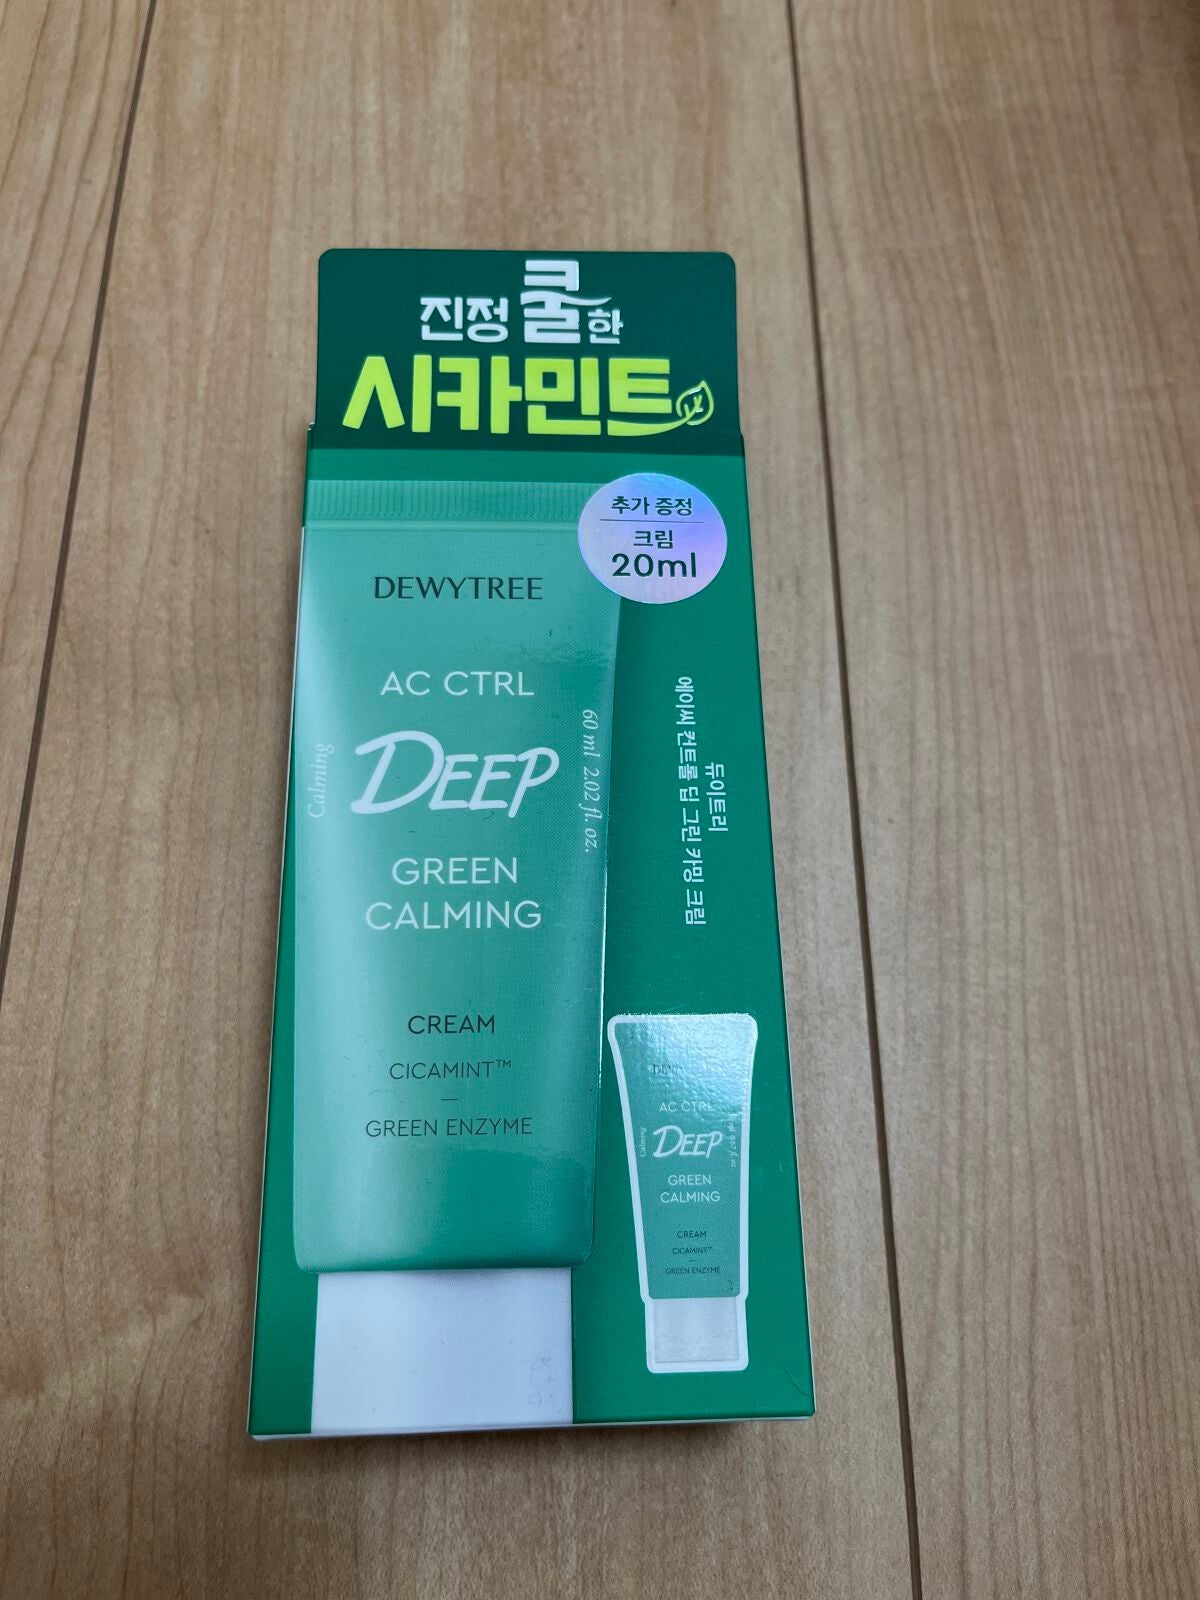 진정 쿨한
시카민트
추가 증정
크림
20ml
DEWYTREE
AC CTRL
DEEP
GREEN
CALMING
Calming
60 ml 2.02 fl. oz.
CREAM
CICAMINT™
—
GREEN ENZYME
듀이트리
에이씨 컨트롤 딥 그린 카밍 크림
AC CTRL
DEEP
GREEN
CALMING
Calming
CREAM
CICAMINT™
—
GREEN ENZYME